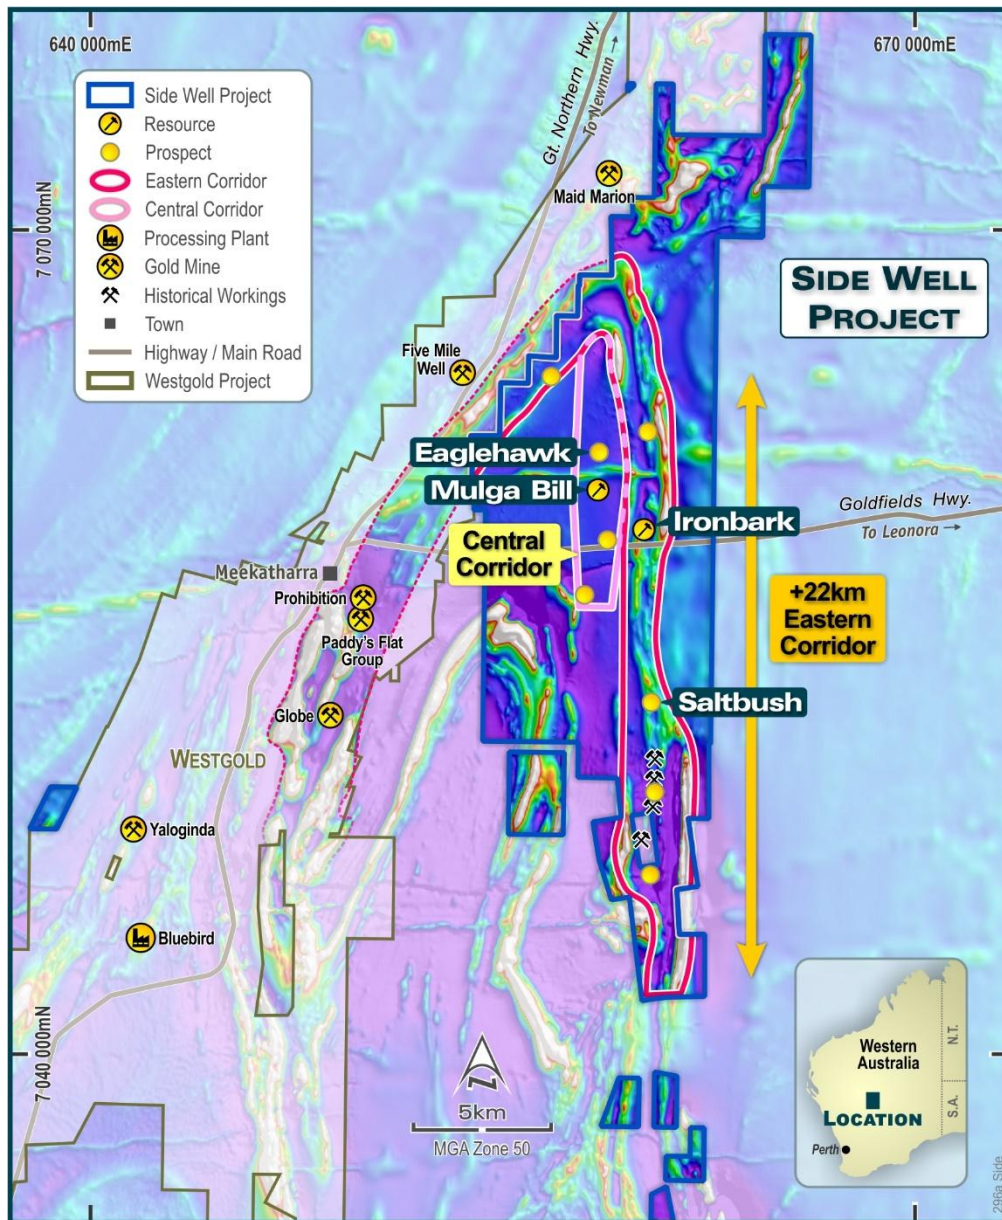 640 000mE
670 000mE
Side Well Project
Resource
Prospect
Eastern Corridor
Central Corridor
Processing Plant
Gold Mine
Historical Workings
Town
Highway / Main Road
Westgold Project
Gt. Northern Hwy.
To Newman →
Maid Marion
7 070 000mN
SIDE WELL
PROJECT
Five Mile
Well
Eaglehawk
Mulga Bill
Ironbark
Goldfields Hwy.
To Leonora →
Central
Corridor
Meekatharra
Prohibition
Paddy's Flat
Group
+22km
Eastern
Corridor
Saltbush
Globe
WESTGOLD
Yaloginda
Bluebird
7 040 000mN
N
5km
MGA Zone 50
Western
Australia
N.T.
S.A.
LOCATION
Perth
296a Side